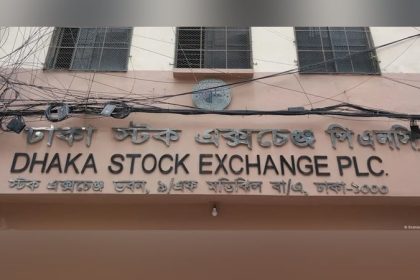 ঢাকা স্টক এক্সচেঞ্জ পিএলসি
DHAKA STOCK EXCHANGE PLC.
স্টক এক্সচেঞ্জ ভবন, ৯/এফ মতিঝিল বা/এ, ঢাকা-১০০০